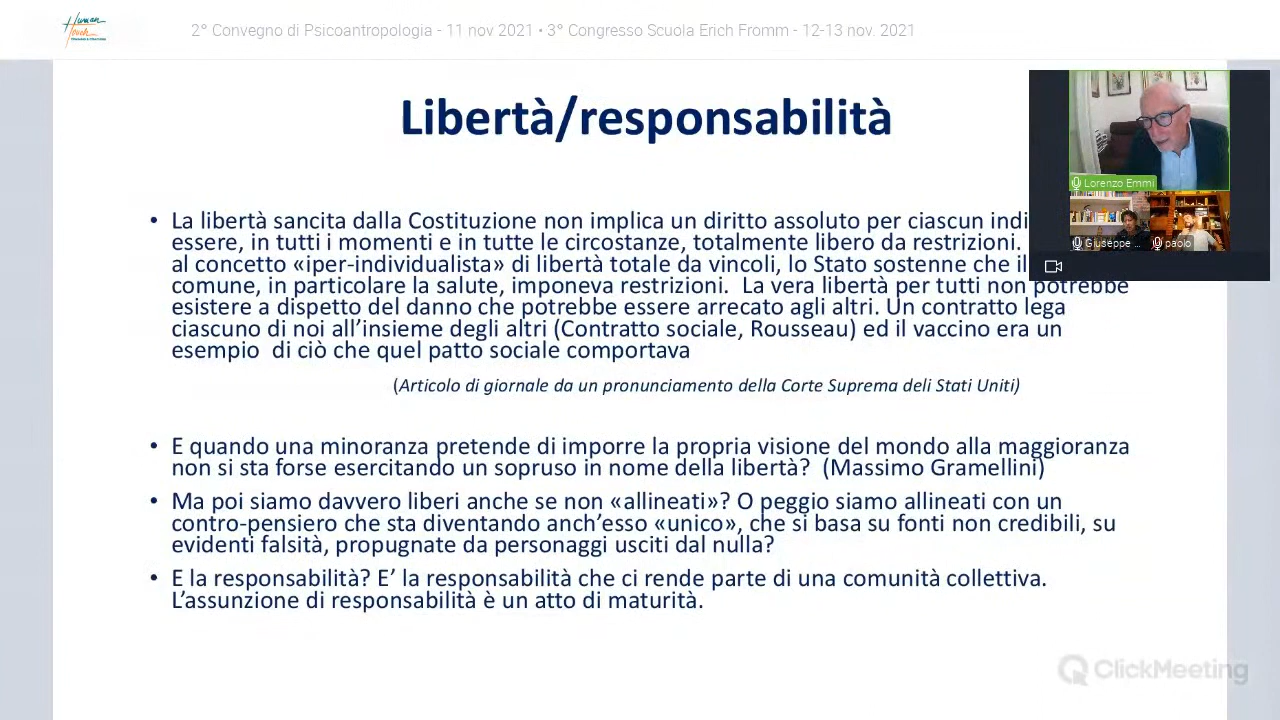 Human
Touch
2° Convegno di Psicoantropologia - 11 nov 2021 • 3° Congresso Scuola Erich Fromm - 12-13 nov. 2021
Libertà/responsabilità
• La libertà sancita dalla Costituzione non implica un diritto assoluto per ciascun indi
essere, in tutti i momenti e in tutte le circostanze, totalmente libero da restrizioni.
al concetto «iper-individualista» di libertà totale da vincoli, lo Stato sostenne che il
comune, in particolare la salute, imponeva restrizioni.  La vera libertà per tutti non potrebbe
esistere a dispetto del danno che potrebbe essere arrecato agli altri. Un contratto lega
ciascuno di noi all’insieme degli altri (Contratto sociale, Rousseau) ed il vaccino era un
esempio  di ciò che quel patto sociale comportava
(Articolo di giornale da un pronunciamento della Corte Suprema deli Stati Uniti)
• E quando una minoranza pretende di imporre la propria visione del mondo alla maggioranza
non si sta forse esercitando un sopruso in nome della libertà?  (Massimo Gramellini)
• Ma poi siamo davvero liberi anche se non «allineati»? O peggio siamo allineati con un
contro-pensiero che sta diventando anch’esso «unico», che si basa su fonti non credibili, su
evidenti falsità, propugnate da personaggi usciti dal nulla?
• E la responsabilità? E’ la responsabilità che ci rende parte di una comunità collettiva.
L’assunzione di responsabilità è un atto di maturità.
Lorenzo Emmi
Giuseppe ...
paolo
ClickMeeting